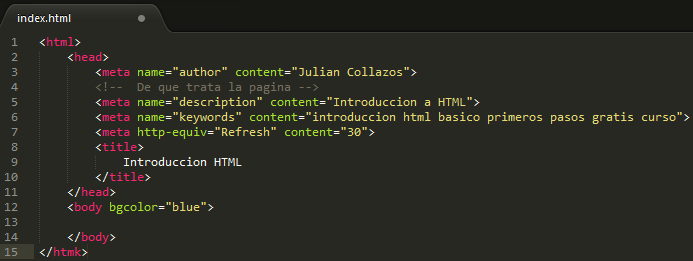 index.html
1 <html>
2 <head>
3 <meta name="author" content="Julian Collazos">
4 <!-- De que trata la pagina -->
5 <meta name="description" content="Introduccion a HTML">
6 <meta name="keywords" content="introduccion html basico primeros pasos gratis curso">
7 <meta http-equiv="Refresh" content="30">
8 <title>
9 Introduccion HTML
10 </title>
11 </head>
12 <body bgcolor="blue">
13
14 </body>
15 </htmk>